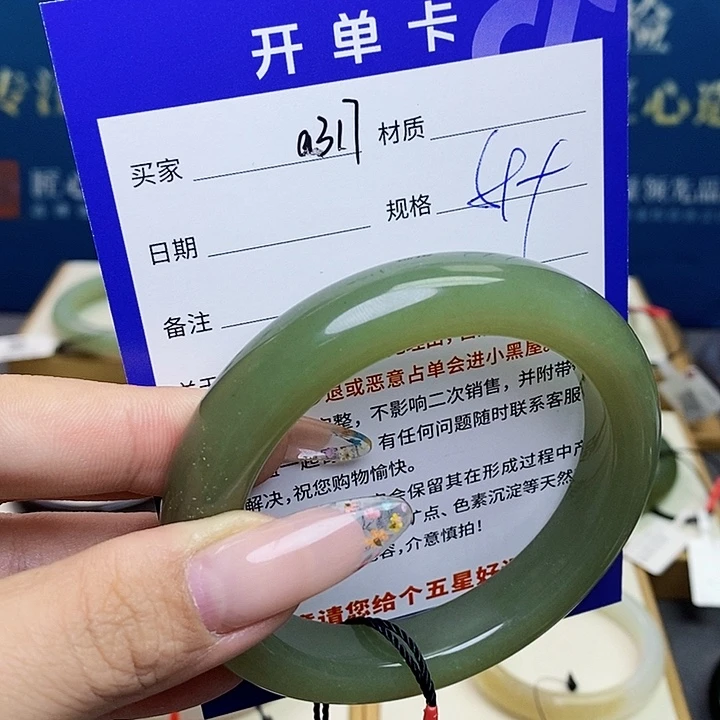 开单卡
买家 a317
材质
日期
规格
备注
退或恶意占单会进小黑屋
整，不影响二次销售，并附带
有任何问题随时联系客服
解决，祝您购物愉快。
会保留其在形成过程中
矿点、色素沉淀等天然
容，介意慎拍！
请您给个五星好